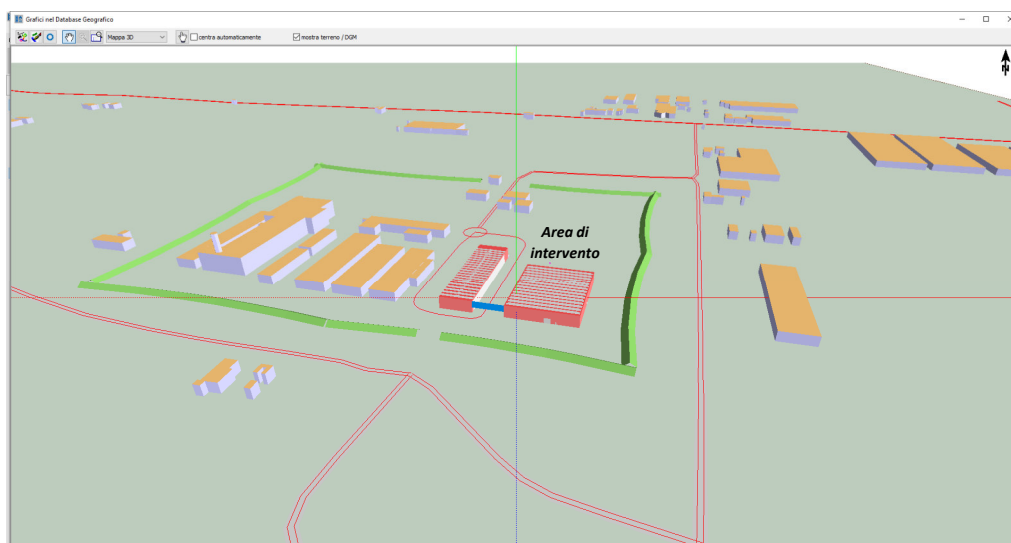 Grafici nel Database Geografico
Mappa 3D
centra automaticamente
mostra terreno / DGM
N
Area di
intervento